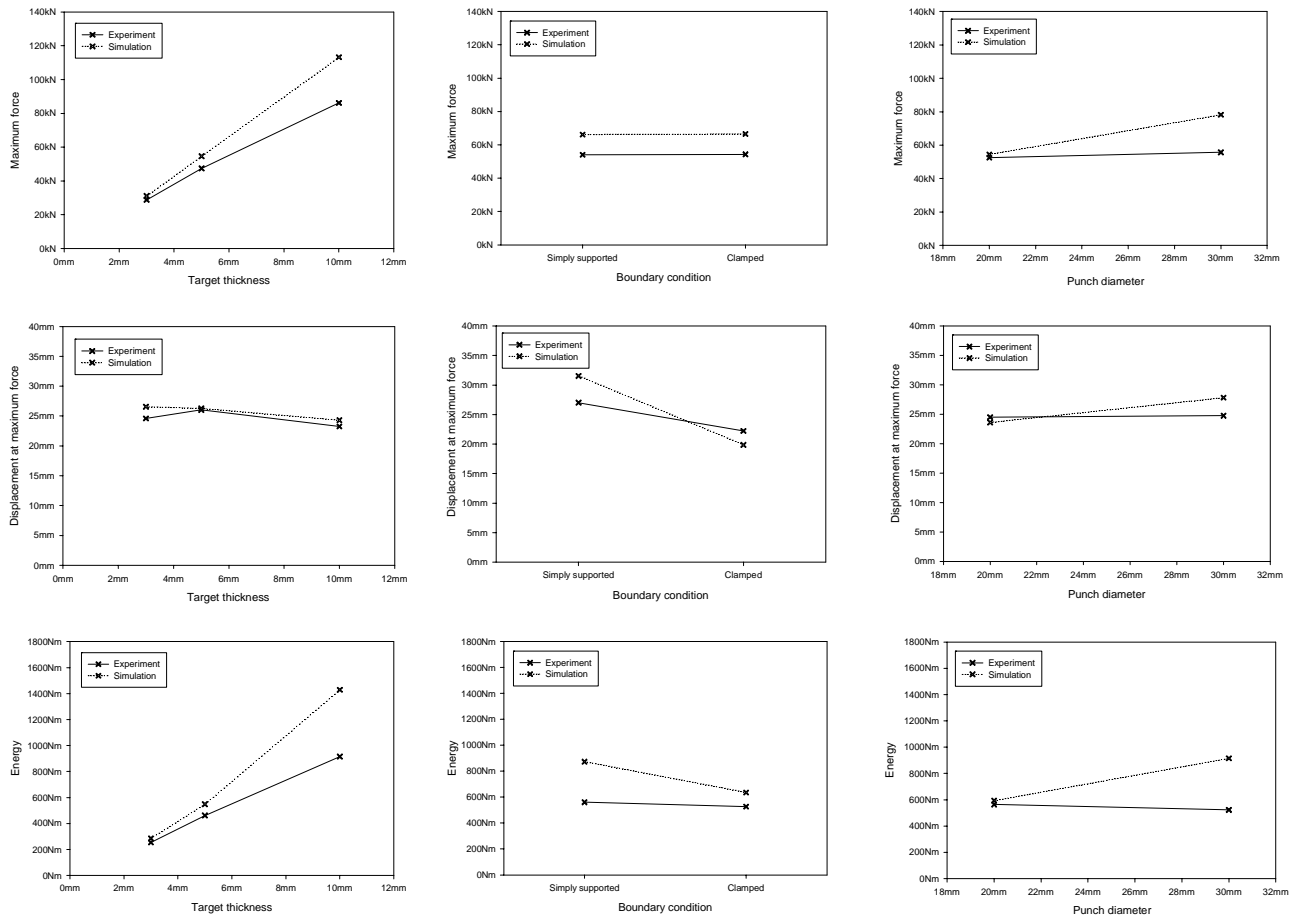 140kN
120kN
100kN
80kN
60kN
40kN
20kN
0kN
Maximum force
Experiment
Simulation
0mm 2mm 4mm 6mm 8mm 10mm 12mm
Target thickness
140kN
120kN
100kN
80kN
60kN
40kN
20kN
0kN
Maximum force
Experiment
Simulation
Simply supported Clamped
Boundary condition
140kN
120kN
100kN
80kN
60kN
40kN
20kN
0kN
Maximum force
Experiment
Simulation
18mm 20mm 22mm 24mm 26mm 28mm 30mm 32mm
Punch diameter
40mm
35mm
30mm
25mm
20mm
15mm
10mm
5mm
0mm
Displacement at maximum force
Experiment
Simulation
0mm 2mm 4mm 6mm 8mm 10mm 12mm
Target thickness
40mm
35mm
30mm
25mm
20mm
15mm
10mm
5mm
0mm
Displacement at maximum force
Experiment
Simulation
Simply supported Clamped
Boundary condition
40mm
35mm
30mm
25mm
20mm
15mm
10mm
5mm
0mm
Displacement at maximum force
Experiment
Simulation
18mm 20mm 22mm 24mm 26mm 28mm 30mm 32mm
Punch diameter
1800Nm
1600Nm
1400Nm
1200Nm
1000Nm
800Nm
600Nm
400Nm
200Nm
0Nm
Energy
Experiment
Simulation
0mm 2mm 4mm 6mm 8mm 10mm 12mm
Target thickness
1800Nm
1600Nm
1400Nm
1200Nm
1000Nm
800Nm
600Nm
400Nm
200Nm
0Nm
Energy
Experiment
Simulation
Simply supported Clamped
Boundary condition
1800Nm
1600Nm
1400Nm
1200Nm
1000Nm
800Nm
600Nm
400Nm
200Nm
0Nm
Energy
Experiment
Simulation
18mm 20mm 22mm 24mm 26mm 28mm 30mm 32mm
Punch diameter